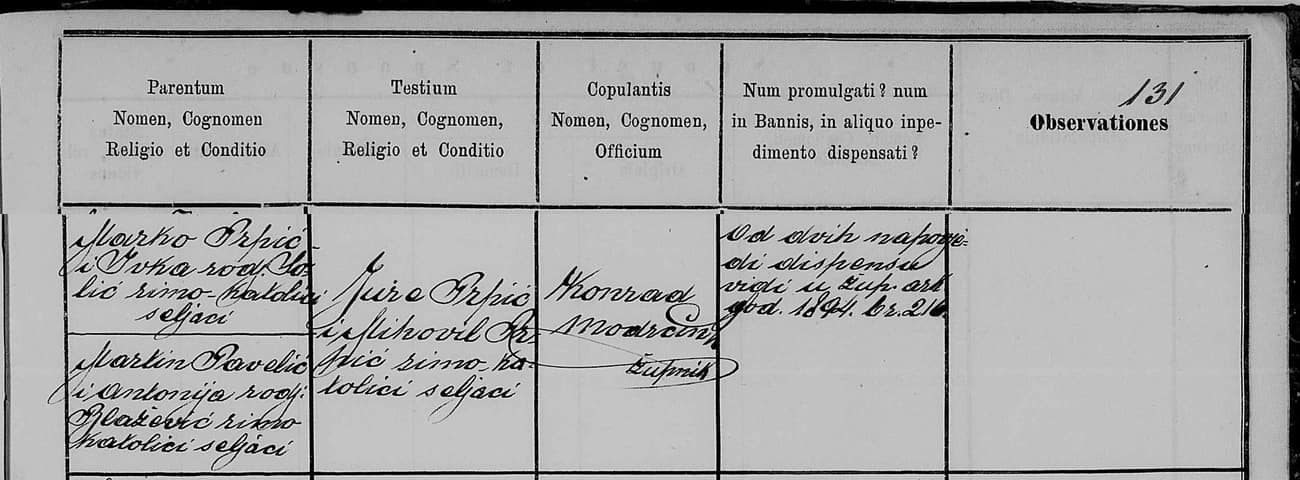 131
Parentum
Nomen, Cognomen
Religio et Conditio
Testium
Nomen, Cognomen,
Religio et Conditio
Copulantis
Nomen, Cognomen,
Officium
Num promulgati? num
in Bannis, in aliquo inpe-
dimento dispensati?
Observationes
Marko Prpić
i Ivka rodj. To-
lić rimo-katolici
seljaci
Martin Pavelić
i Antonija rodj.
Blažević rimo
katolici seljaci
Jure Prpić
i Mihovil Pr-
pić rimo-ka-
tolici seljaci
Konrad
Modrčin
župnik
Od dvih napovje-
di dispensa
vidi u žup. ark.
god. 1894. br. 216.